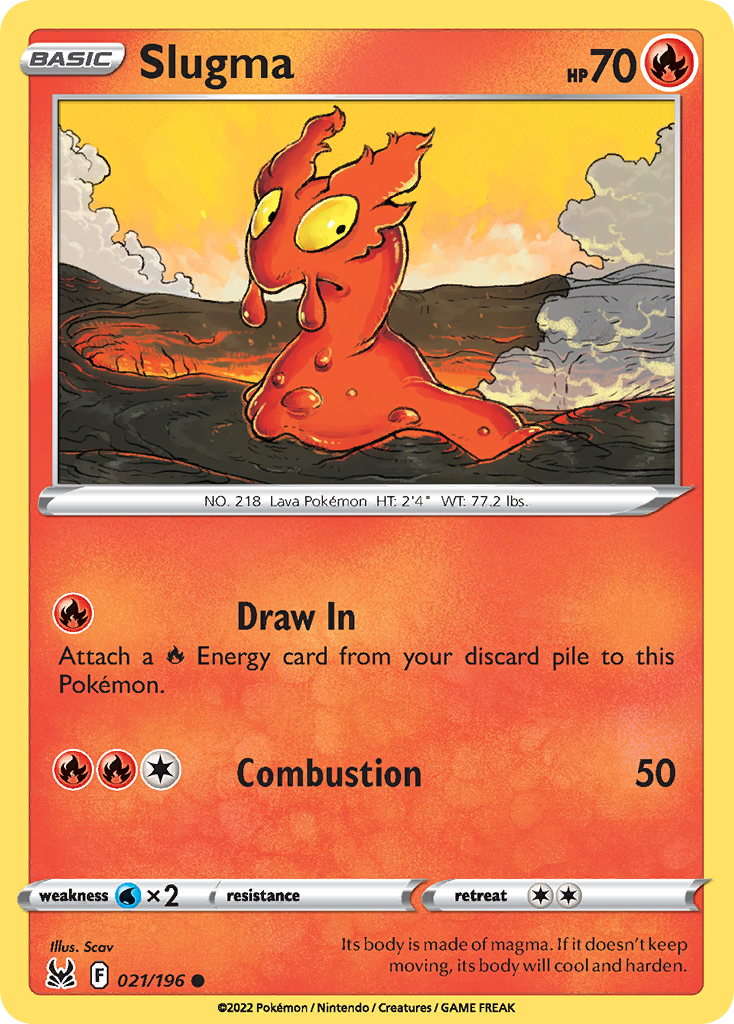 BASIC Slugma HP 70
NO. 218 Lava Pokémon HT: 2'4" WT: 77.2 lbs.
Draw In
Attach a Energy card from your discard pile to this
Pokémon.
Combustion 50
weakness ×2 resistance retreat
Illus. Scav
Its body is made of magma. If it doesn't keep
moving, its body will cool and harden.
F 021/196
©2022 Pokémon / Nintendo / Creatures / GAME FREAK